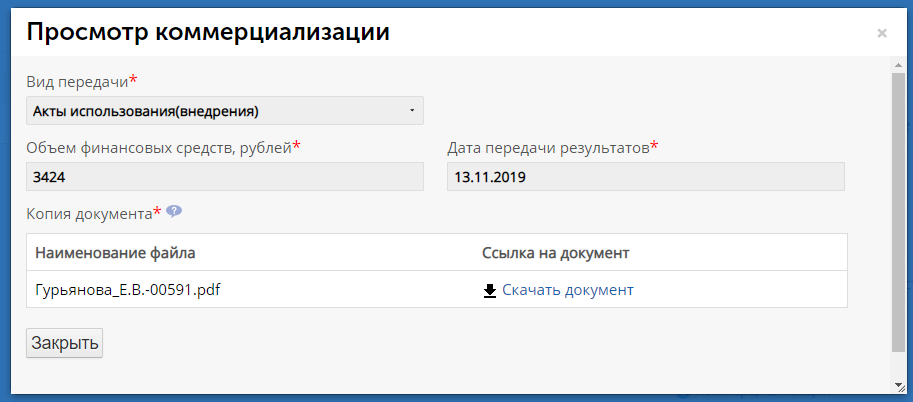 Просмотр коммерциализации
×
Вид передачи*
Акты использования(внедрения)
Объем финансовых средств, рублей* Дата передачи результатов*
3424 13.11.2019
Копия документа* ?
Наименование файла Ссылка на документ
Гурьянова_Е.В.-00591.pdf Скачать документ
Закрыть